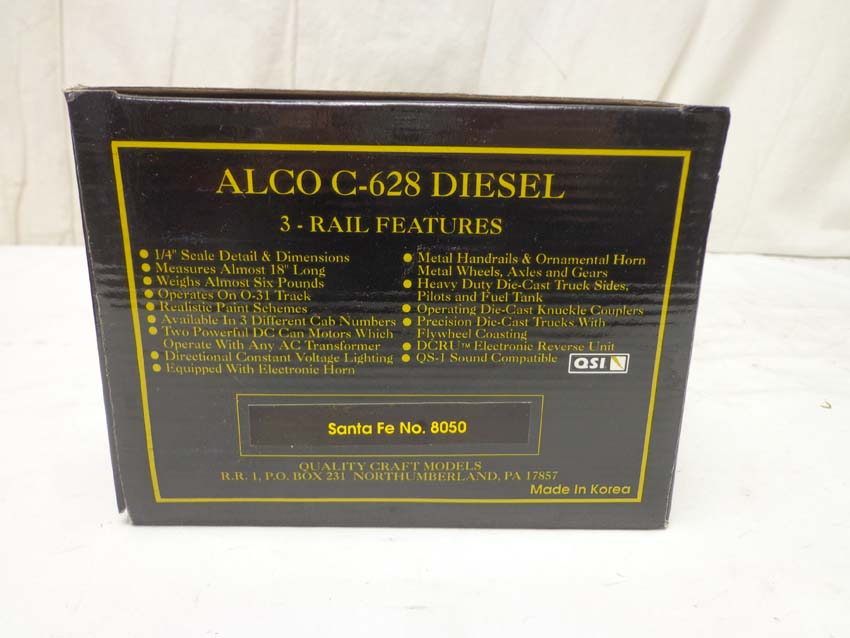 ALCO C-628 DIESEL
3 - RAIL FEATURES
● 1/4" Scale Detail & Dimensions
● Measures Almost 18" Long
● Weighs Almost Six Pounds
● Operates On O-31 Track
● Realistic Paint Schemes
● Available In 3 Different Cab Numbers
● Two Powerful DC Can Motors Which
Operate With Any AC Transformer
● Directional Constant Voltage Lighting
● Equipped With Electronic Horn
● Metal Handrails & Ornamental Horn
Metal Wheels, Axles and Gears
● Heavy Duty Die-Cast Truck Sides,
Pilots and Fuel Tank
● Operating Die-Cast Knuckle Couplers
● Precision Die-Cast Trucks With
Flywheel Coasting
● DCRU™ Electronic Reverse Unit
● QS-1 Sound Compatible
QSI
Santa Fe No. 8050
QUALITY CRAFT MODELS
R.R. 1, P.O. BOX 231 NORTHUMBERLAND, PA 17857
Made In Korea